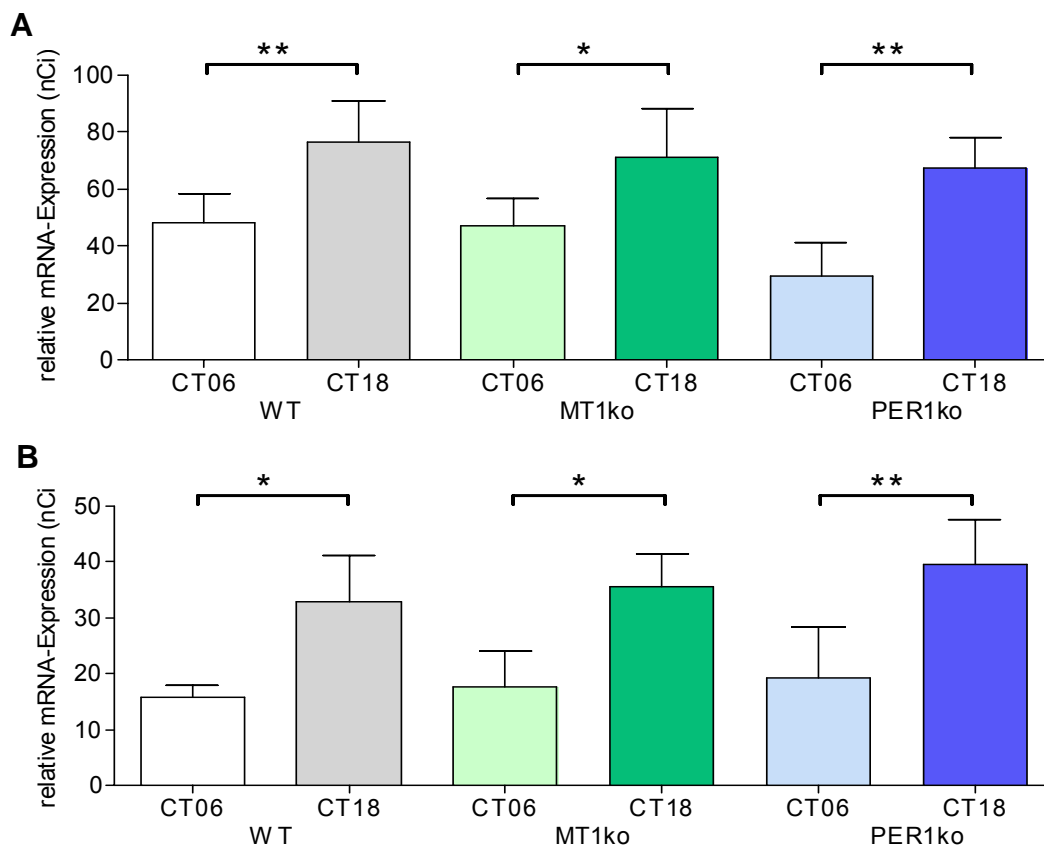 A
relative mRNA-Expression (nCi)
** * **
100
80
60
40
20
0
CT06 CT18 CT06 CT18 CT06 CT18
WT MT1ko PER1ko
B
relative mRNA-Expression (nCi
* * **
50
40
30
20
10
0
CT06 CT18 CT06 CT18 CT06 CT18
WT MT1ko PER1ko